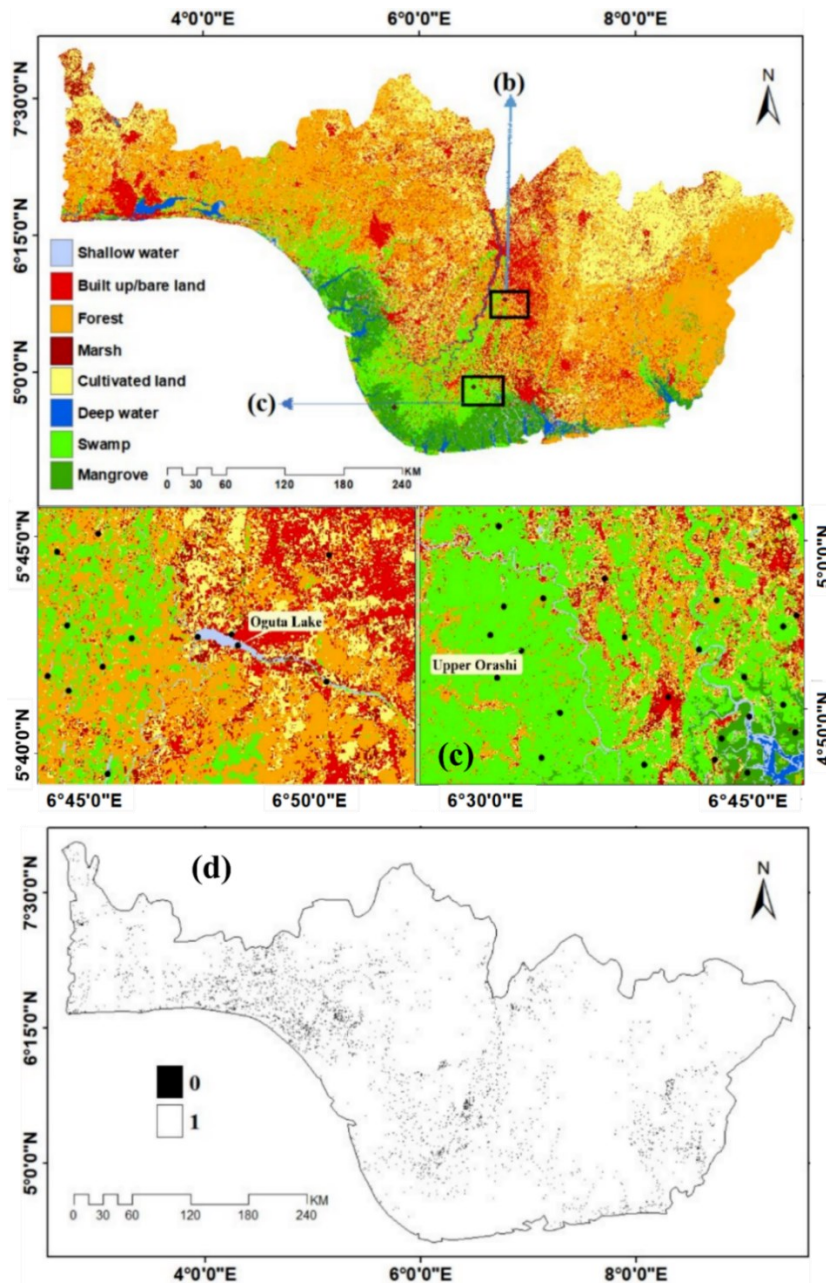 4°0'0"E 6°0'0"E 8°0'0"E
(b)
N
7°30'0"N
6°15'0"N
5°0'0"N
Shallow water
Built up/bare land
Forest
Marsh
Cultivated land
Deep water
Swamp
Mangrove
(c)
0 30 60 120 180 240
KM
5°45'0"N
5°40'0"N
Oguta Lake
Upper Orashi
(c)
5°0'0"N
4°50'0"N
6°45'0"E 6°50'0"E 6°30'0"E 6°45'0"E
(d)
N
7°30'0"N
6°15'0"N
5°0'0"N
0
1
0 30 60 120 180 240
KM
4°0'0"E 6°0'0"E 8°0'0"E